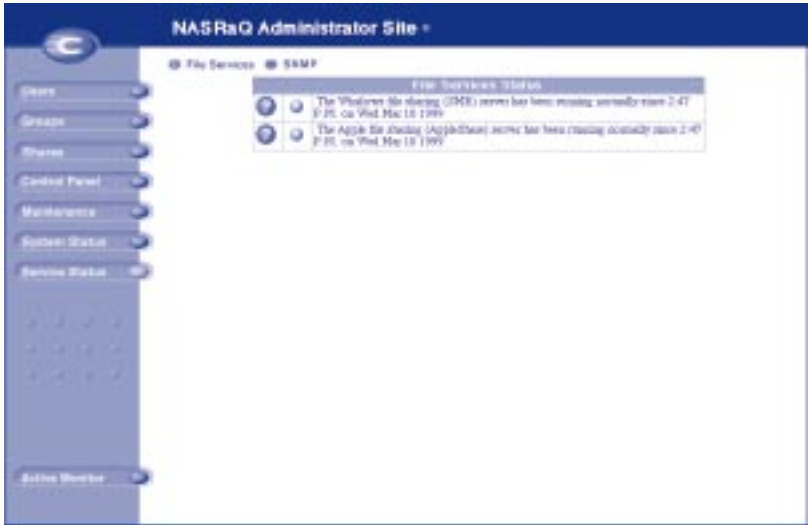 NASRaQ Administrator Site
File Services SNMP
File Services Status
The Windows file sharing (SMB) server has been running normally since 2:47
P.M. on Wed Mar 10 1999
The Apple file sharing (AppleShare) server has been running normally since 2:47
P.M. on Wed Mar 10 1999
Users
Groups
Shares
Control Panel
Maintenance
System Status
Service Status
Active Monitor